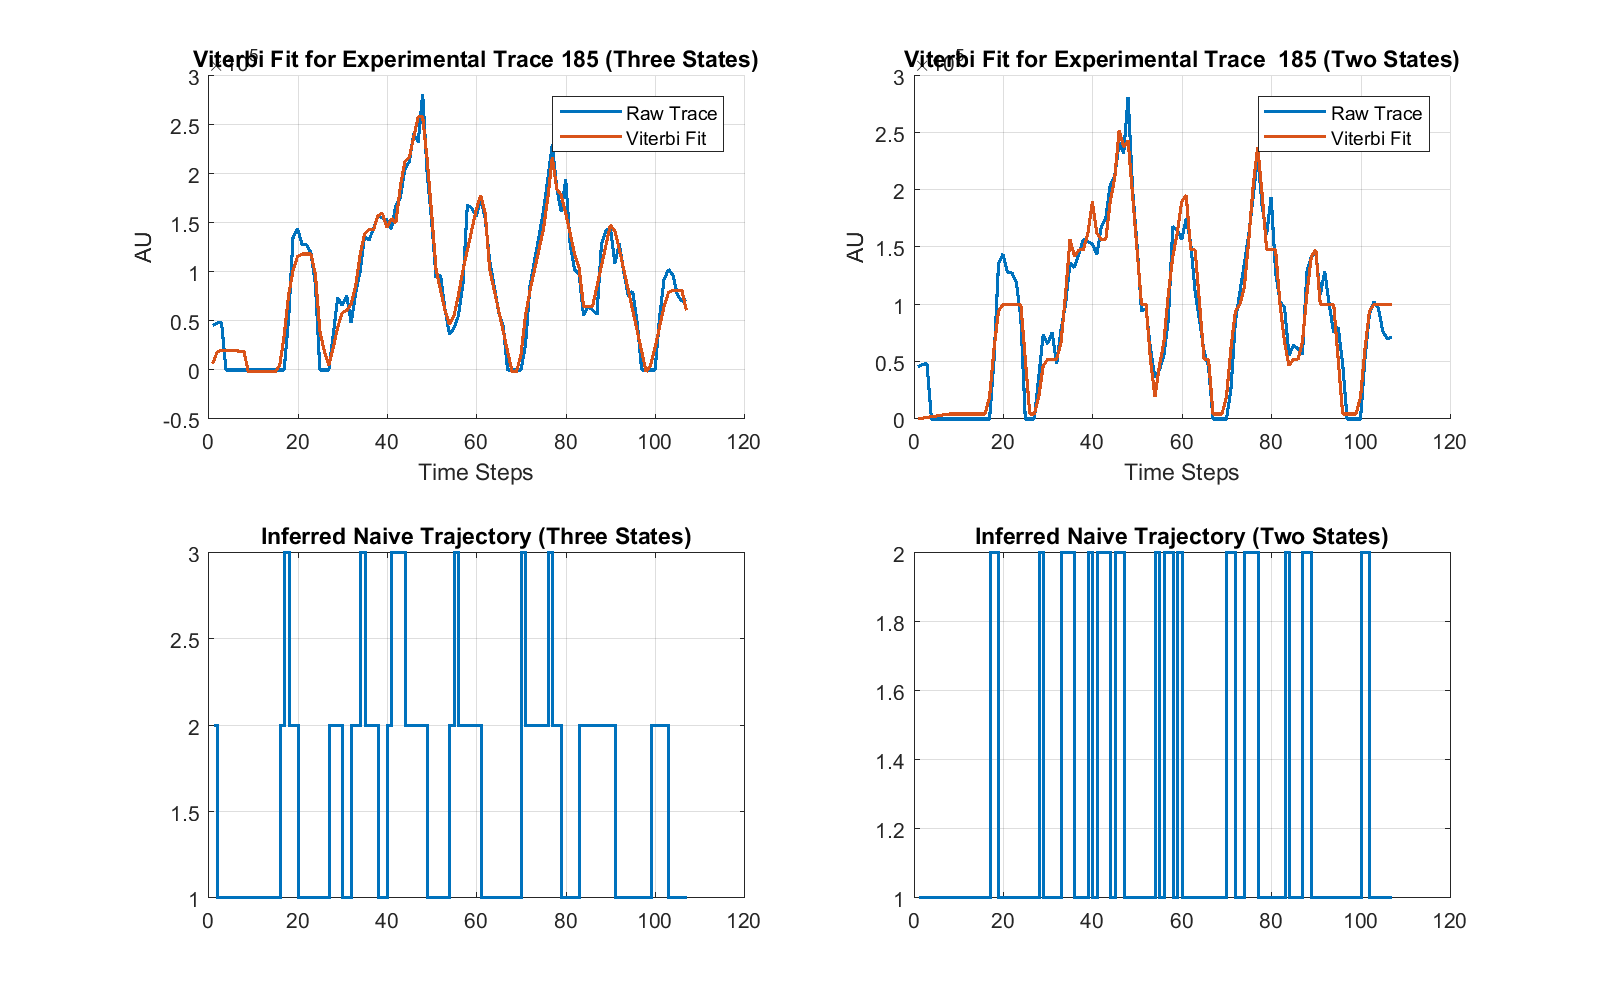 Viterbi Fit for Experimental Trace 185 (Three States)
×10^5
3
2.5
2
1.5
1
0.5
0
-0.5
AU
Raw Trace
Viterbi Fit
0 20 40 60 80 100 120
Time Steps
Viterbi Fit for Experimental Trace  185 (Two States)
×10^5
3
2.5
2
1.5
1
0.5
0
AU
Raw Trace
Viterbi Fit
0 20 40 60 80 100 120
Time Steps
Inferred Naive Trajectory (Three States)
3
2.5
2
1.5
1
0 20 40 60 80 100 120
Inferred Naive Trajectory (Two States)
2
1.8
1.6
1.4
1.2
1
0 20 40 60 80 100 120